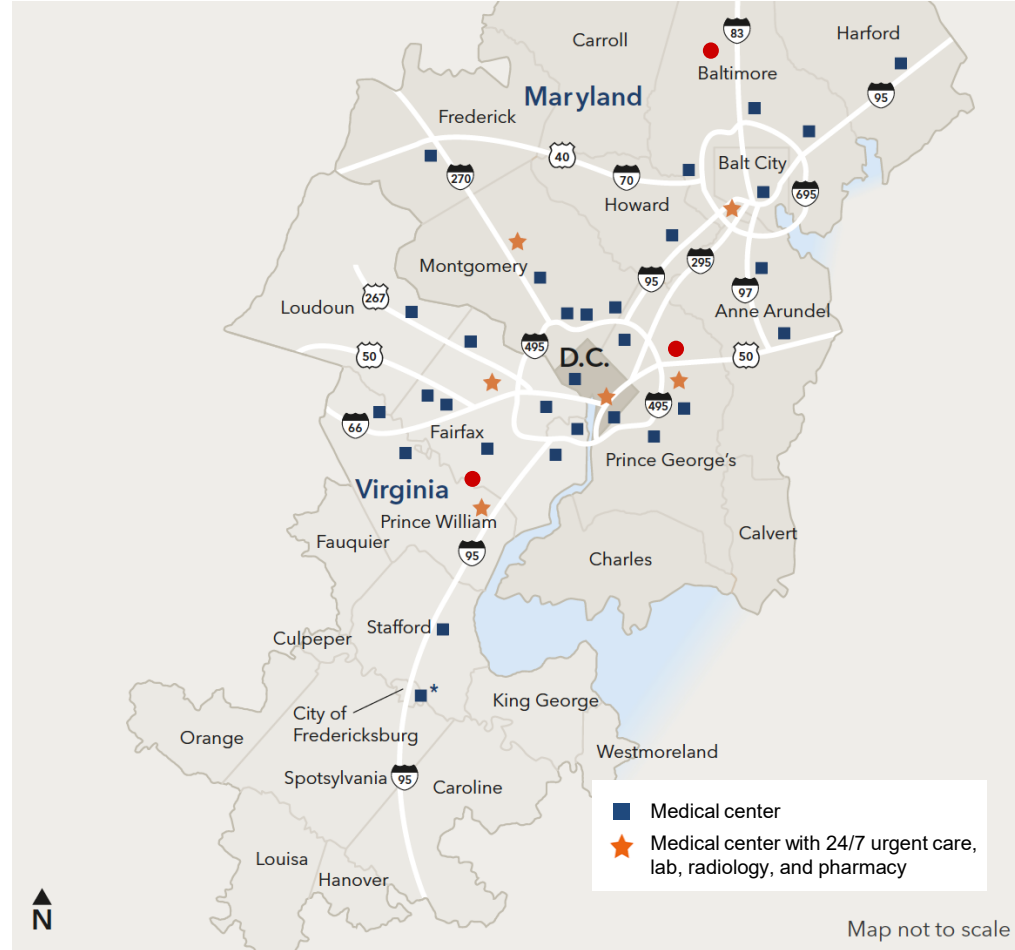 83
Harford
Carroll
Baltimore
95
Maryland
Frederick
40
Balt City
270
70
695
Howard
Montgomery
295
95
97
267
Loudoun
Anne Arundel
495
50
D.C.
50
495
66
Fairfax
Prince George's
Virginia
Prince William
Fauquier
95
Calvert
Charles
Stafford
Culpeper
*
King George
City of
Fredericksburg
Orange
Westmoreland
Spotsylvania
95
Caroline
Medical center
Medical center with 24/7 urgent care,
lab, radiology, and pharmacy
Louisa
Hanover
N
Map not to scale